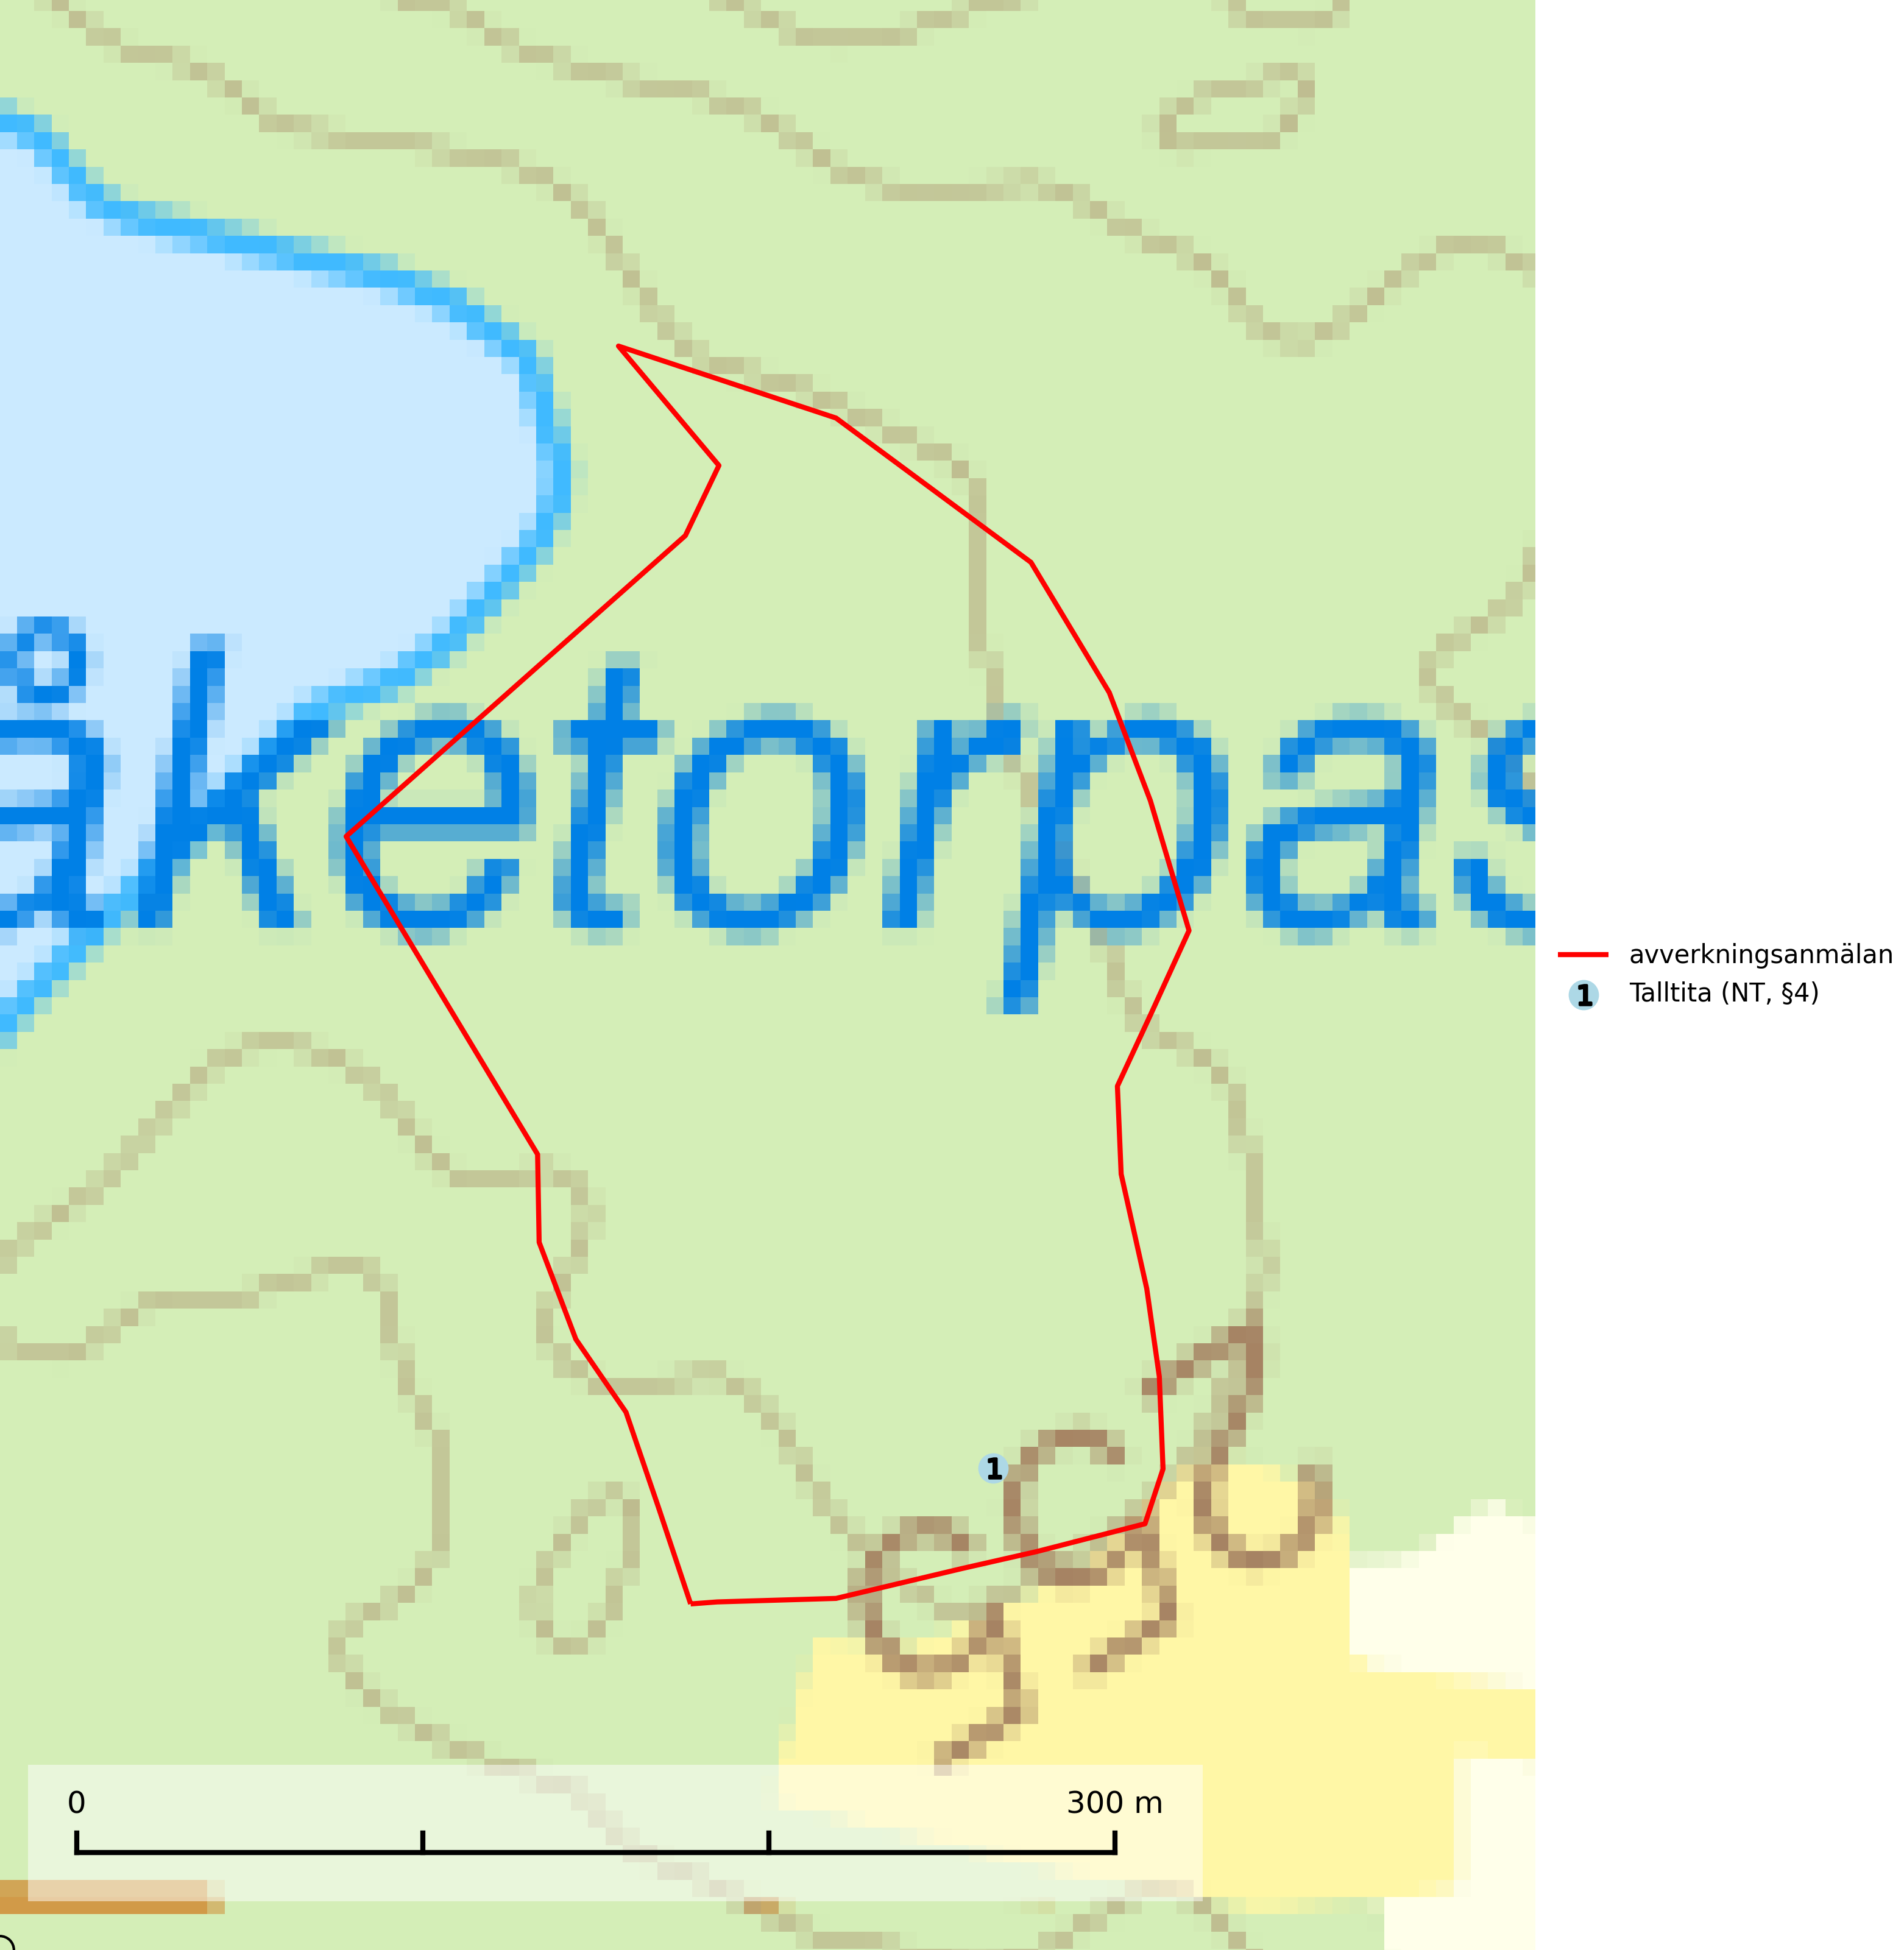 åketorpas
avverkningsanmälan
1 Talltita (NT, §4)
1
0 300 m